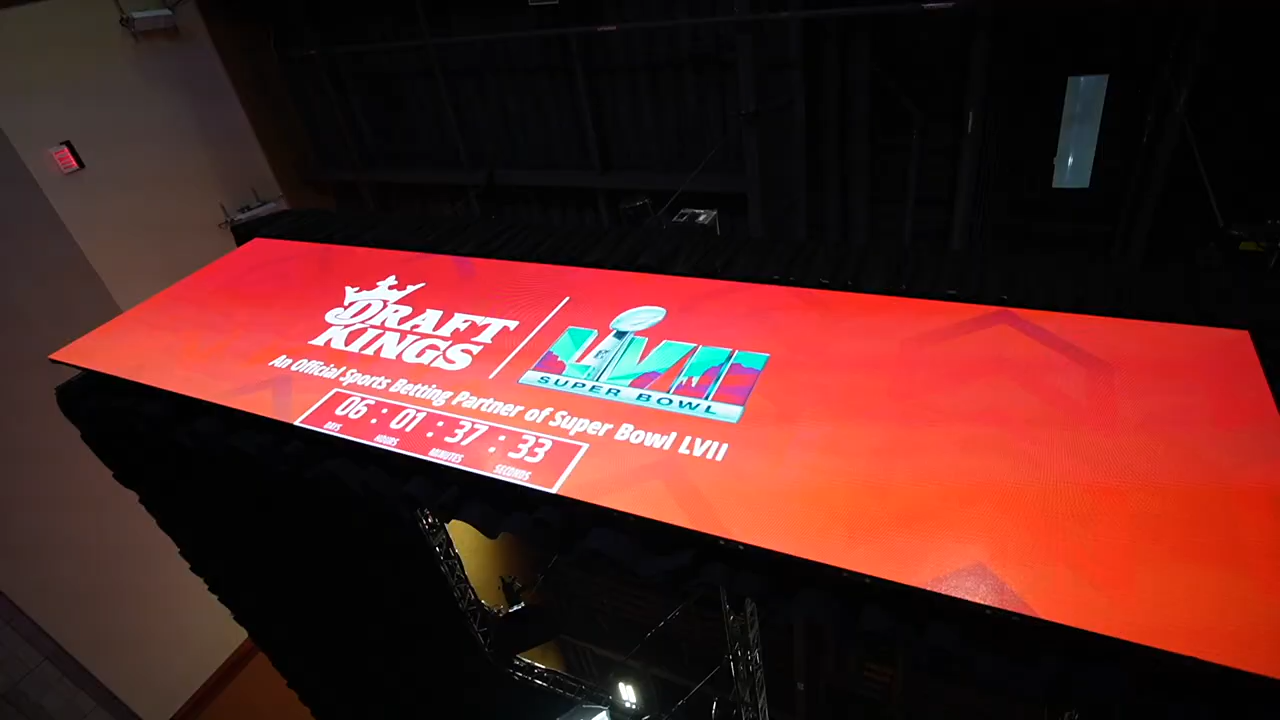 DRAFT
KINGS
LVII
SUPER BOWL
An Official Sports Betting Partner of Super Bowl LVII
06 : 01 : 37 : 33
DAYS HOURS MINUTES SECONDS